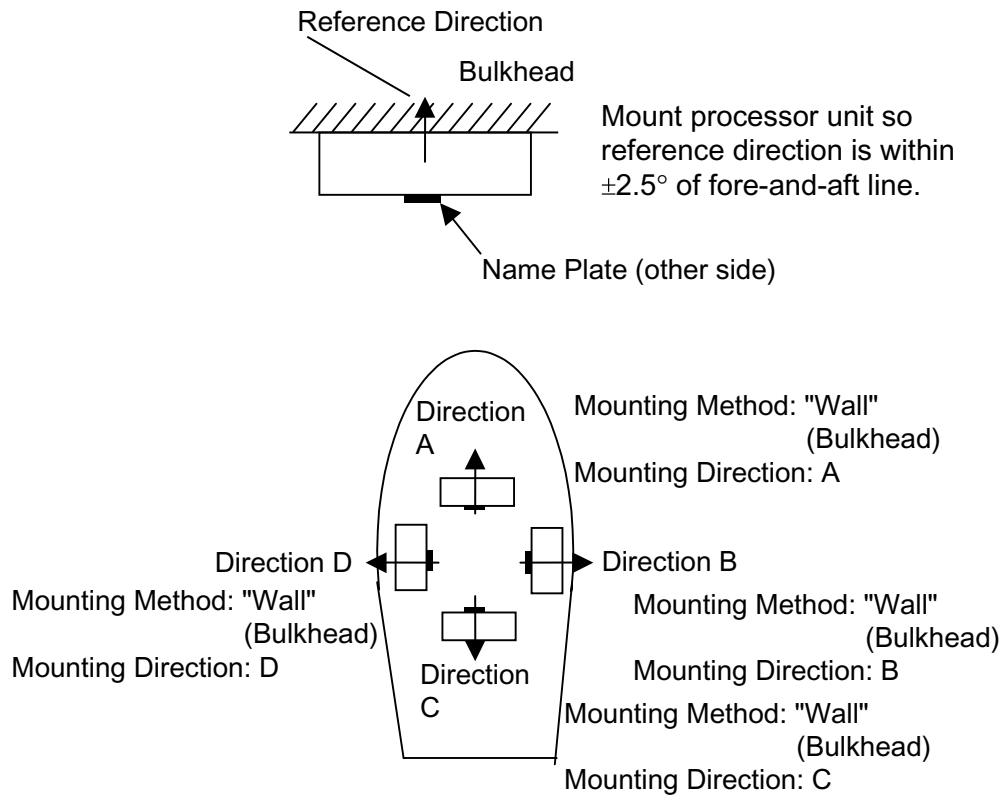 Reference Direction
Bulkhead
Mount processor unit so
reference direction is within
±2.5° of fore-and-aft line.
Name Plate (other side)
Direction
A
Mounting Method: "Wall"
(Bulkhead)
Mounting Direction: A
Direction D
Mounting Method: "Wall"
(Bulkhead)
Mounting Direction: D
Direction B
Mounting Method: "Wall"
(Bulkhead)
Mounting Direction: B
Direction
C
Mounting Method: "Wall"
(Bulkhead)
Mounting Direction: C